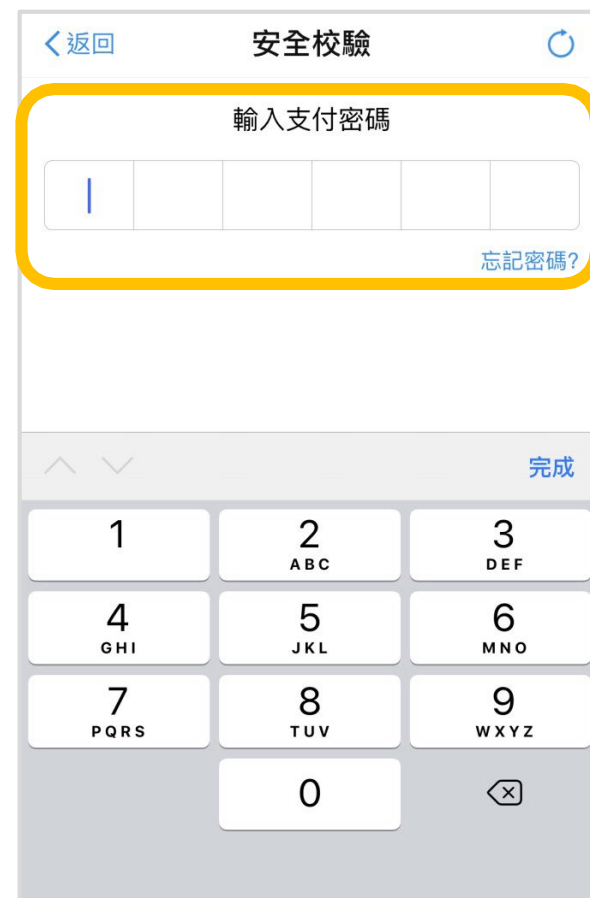 返回 安全校驗
輸入支付密碼
忘記密碼?
完成
1 2 3
ABC DEF
4 5 6
GHI JKL MNO
7 8 9
PQRS TUV WXYZ
0